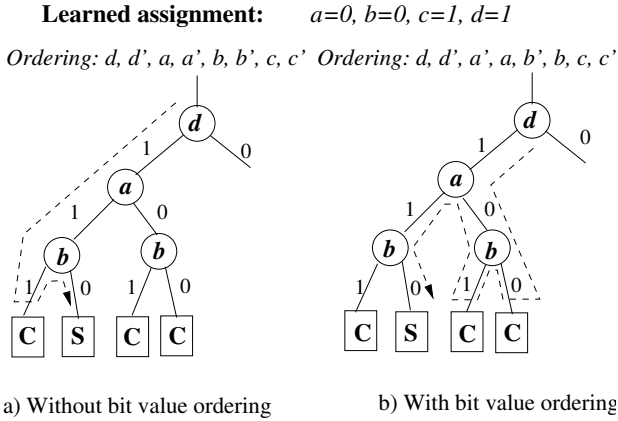 Learned assignment: a=0, b=0, c=1, d=1
Ordering: d, d', a, a', b, b', c, c' Ordering: d, d', a', a, b', b, c, c'
d d
1 0 1 0
a a
1 0 1 0
b b b b
1 0 1 0 1 0 1 0
C S C C C S C C
a) Without bit value ordering b) With bit value ordering